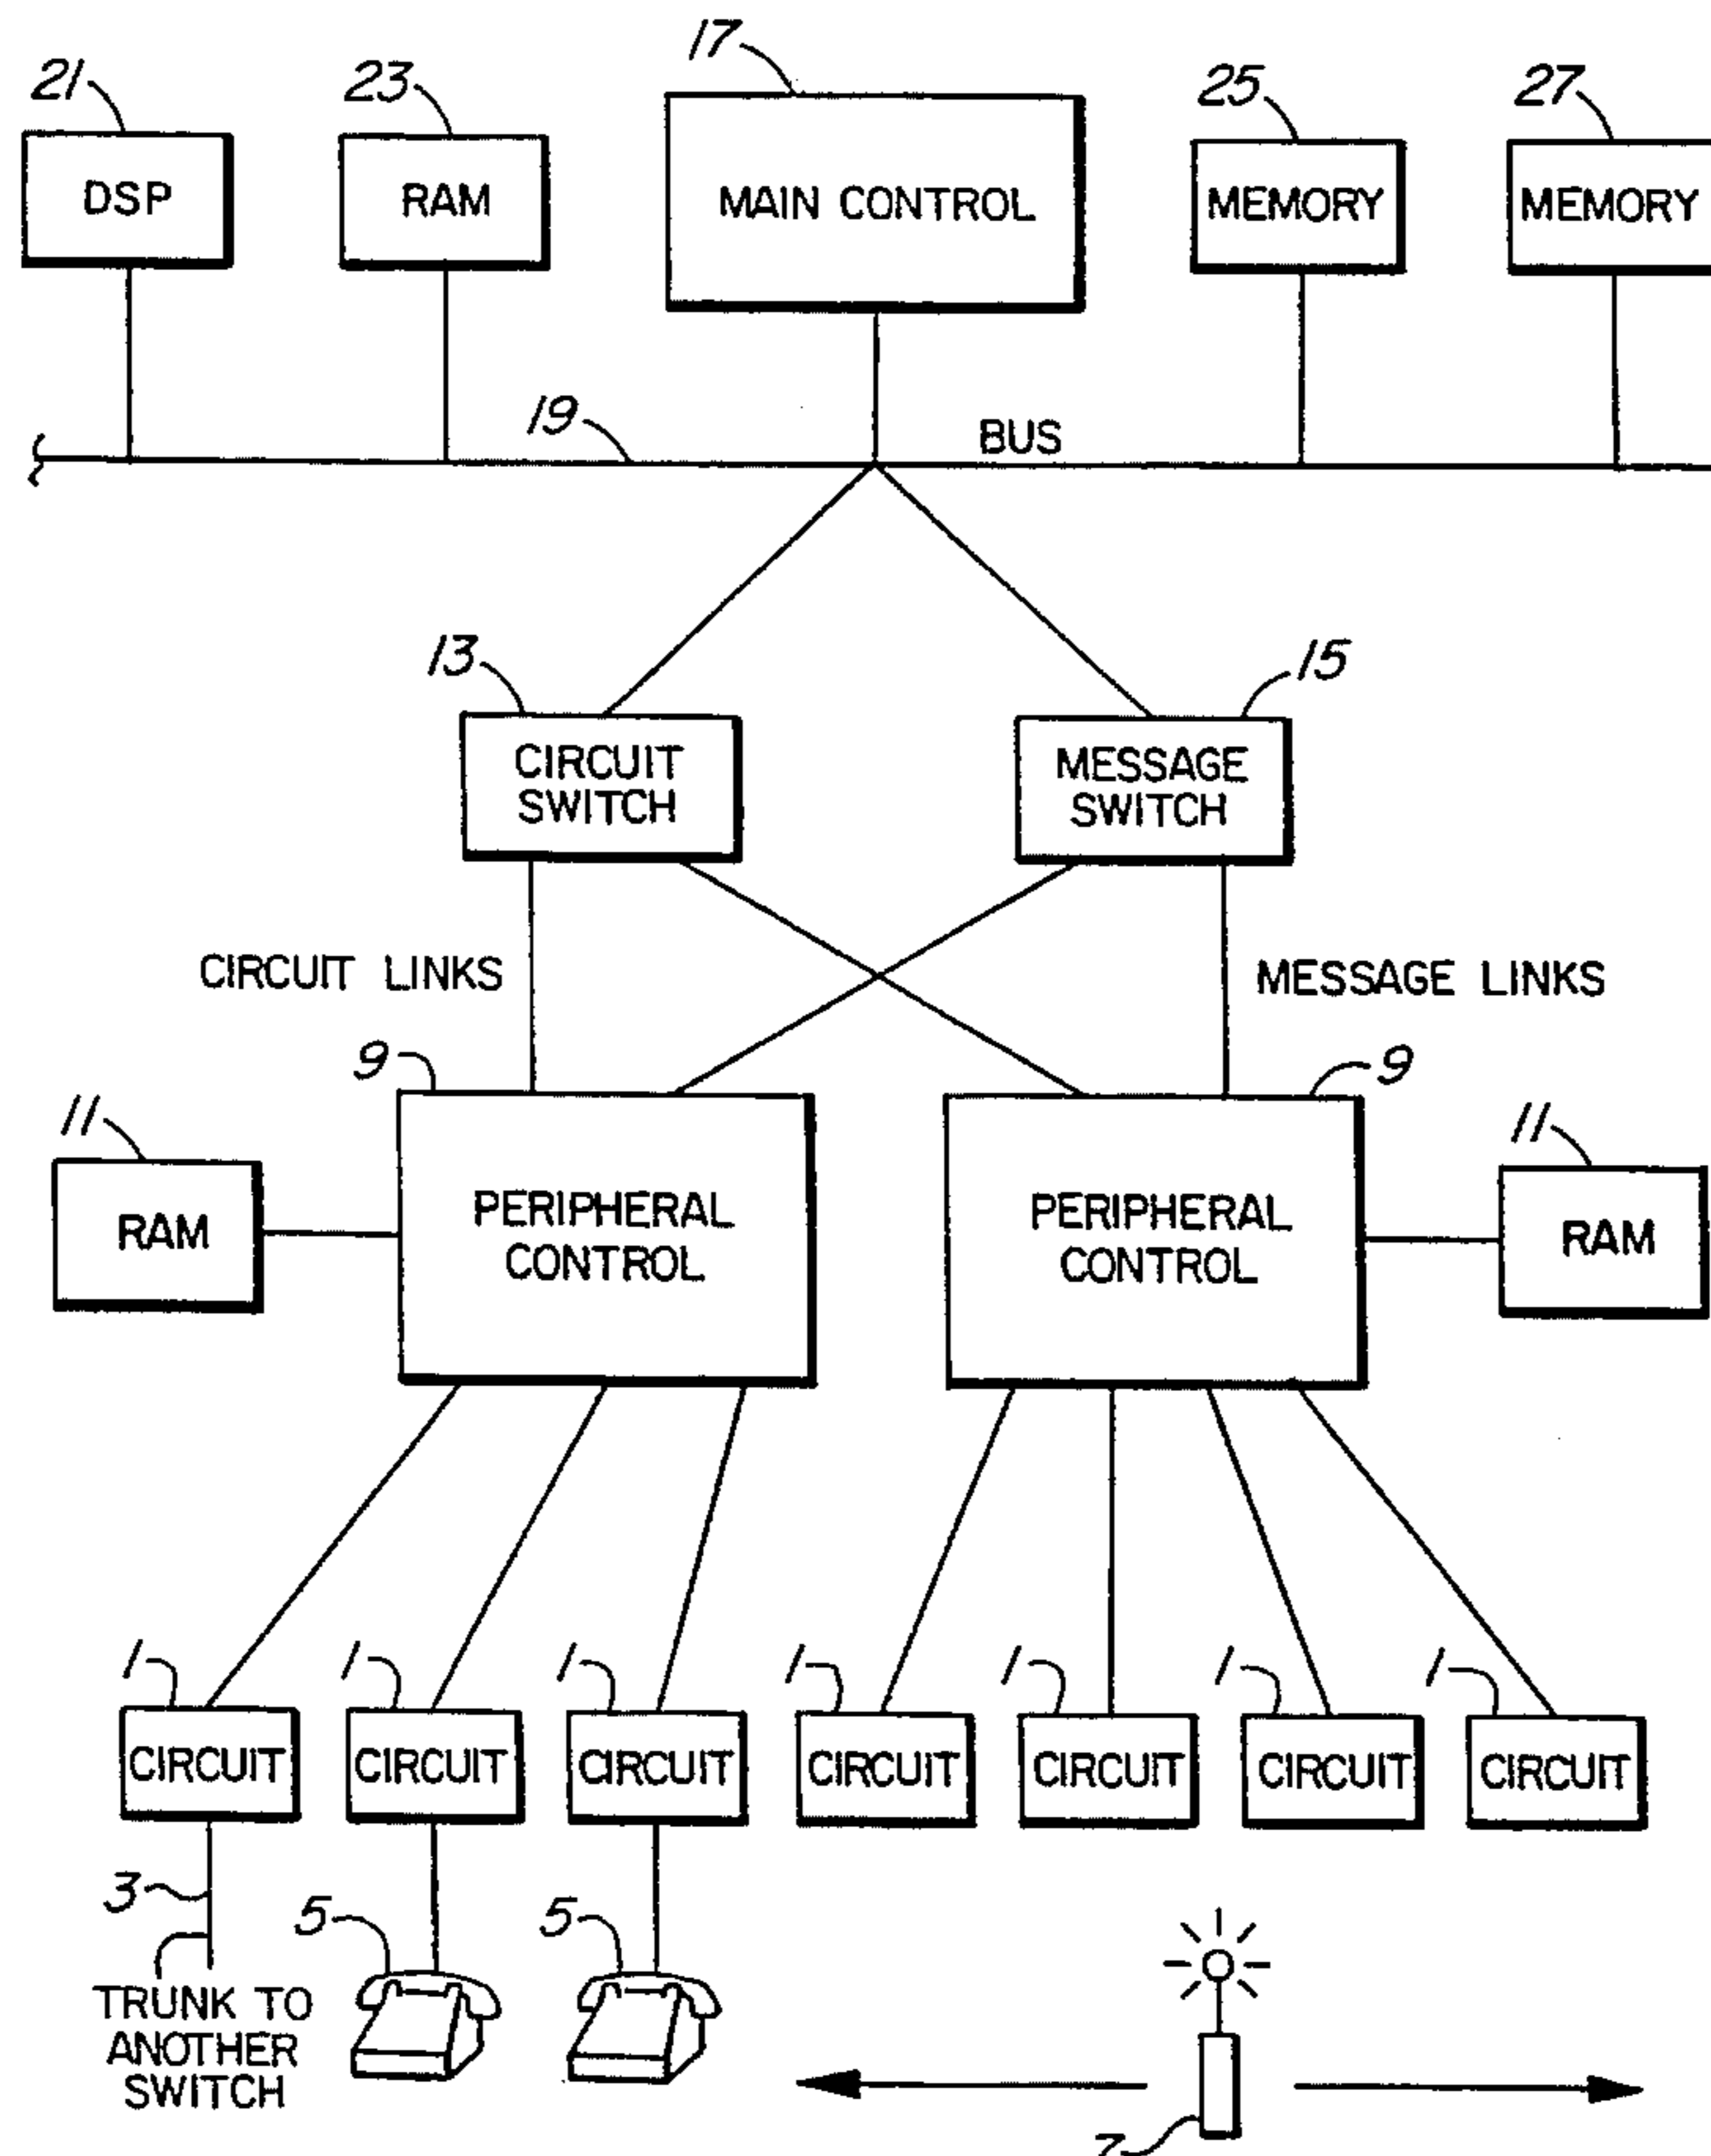 17
21 23 25 27
DSP RAM MAIN CONTROL MEMORY MEMORY
19 BUS
13 15
CIRCUIT
SWITCH
MESSAGE
SWITCH
CIRCUIT LINKS MESSAGE LINKS
9 9
11 11
RAM
PERIPHERAL
CONTROL
PERIPHERAL
CONTROL
RAM
1 1 1 1 1 1 1
CIRCUIT CIRCUIT CIRCUIT CIRCUIT CIRCUIT CIRCUIT CIRCUIT
3 5 5
TRUNK TO
ANOTHER
SWITCH
7